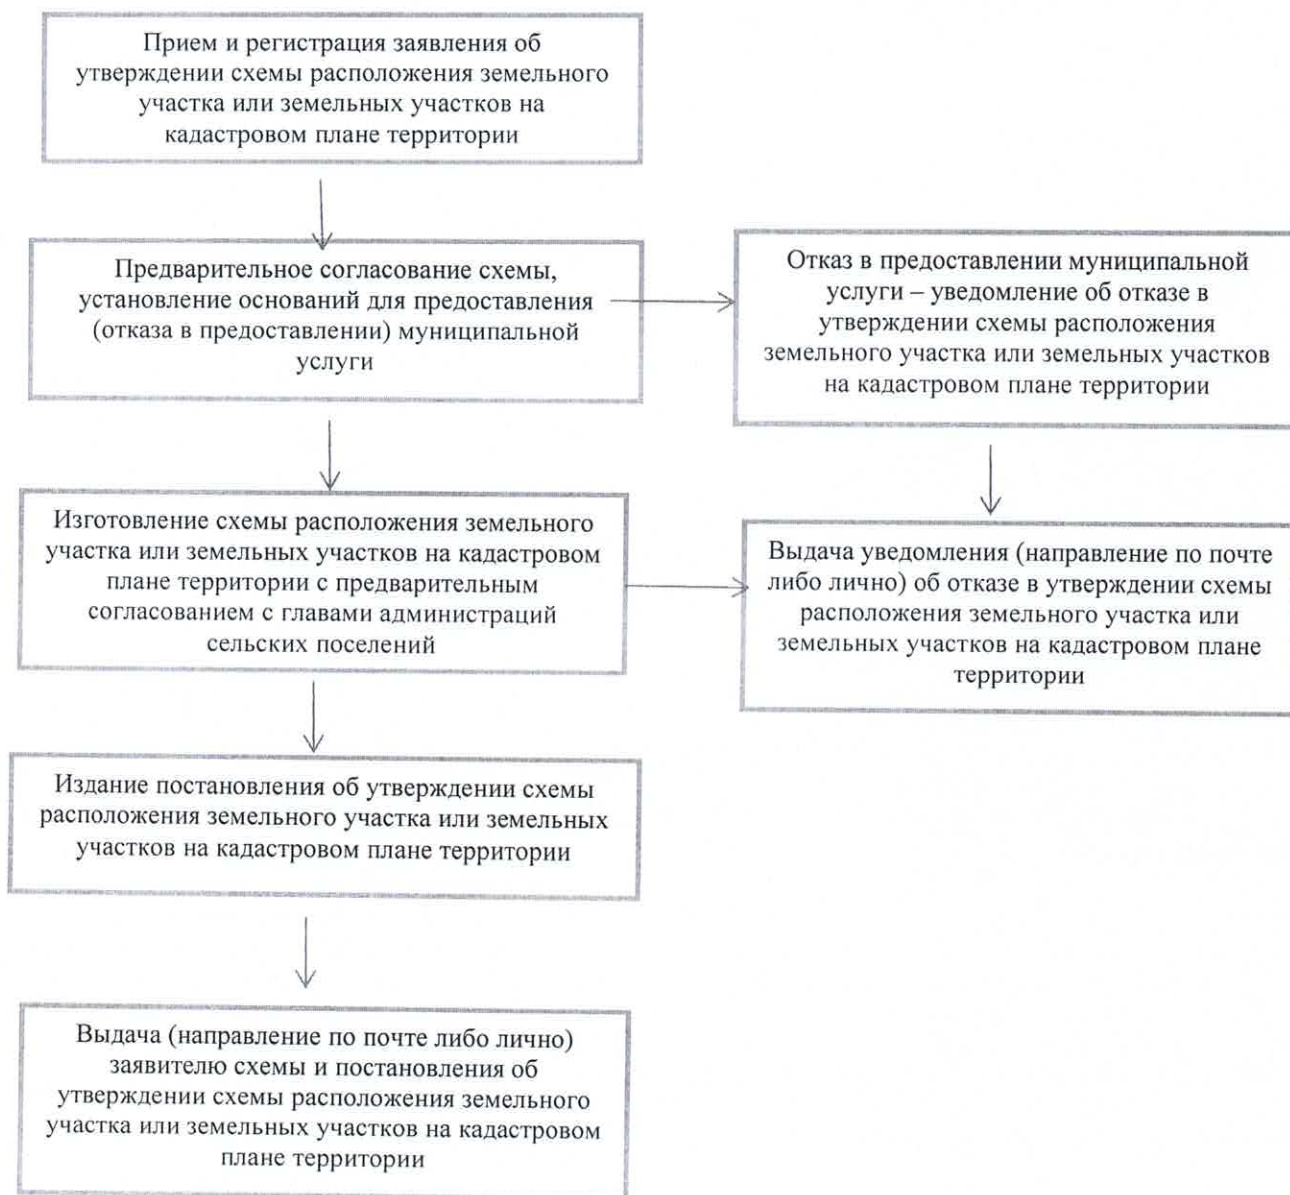 Прием и регистрация заявления об
утверждении схемы расположения земельного
участка или земельных участков на
кадастровом плане территории
Предварительное согласование схемы,
установление оснований для предоставления
(отказа в предоставлении) муниципальной
услуги
Отказ в предоставлении муниципальной
услуги – уведомление об отказе в
утверждении схемы расположения
земельного участка или земельных участков
на кадастровом плане территории
Изготовление схемы расположения земельного
участка или земельных участков на кадастровом
плане территории с предварительным
согласованием с главами администраций
сельских поселений
Выдача уведомления (направление по почте
либо лично) об отказе в утверждении схемы
расположения земельного участка или
земельных участков на кадастровом плане
территории
Издание постановления об утверждении схемы
расположения земельного участка или земельных
участков на кадастровом плане территории
Выдача (направление по почте либо лично)
заявителю схемы и постановления об
утверждении схемы расположения земельного
участка или земельных участков на кадастровом
плане территории